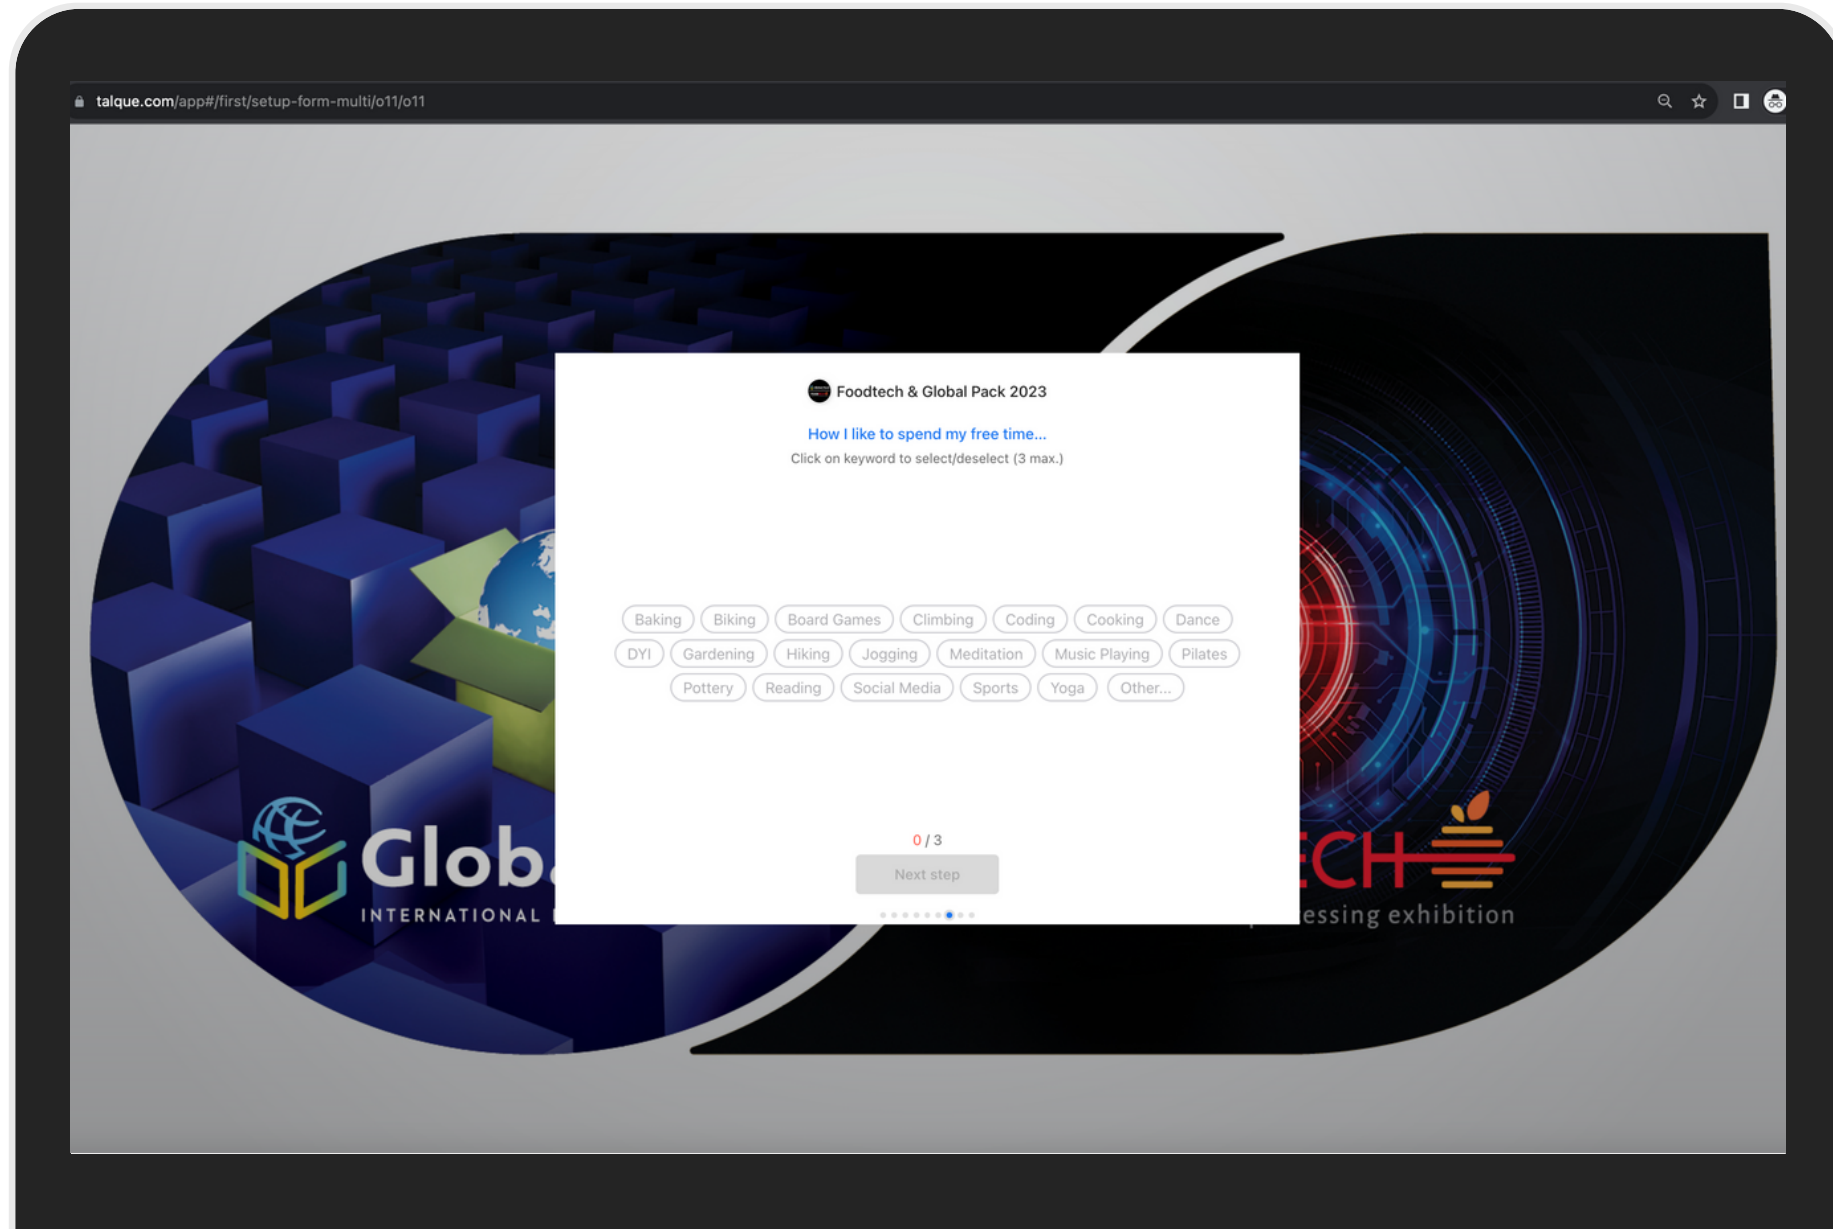 talque.com/app#/first/setup-form-multi/o11/o11
Foodtech & Global Pack 2023
How I like to spend my free time...
Click on keyword to select/deselect (3 max.)
Baking Biking Board Games Climbing Coding Cooking Dance
DYI Gardening Hiking Jogging Meditation Music Playing Pilates
Pottery Reading Social Media Sports Yoga Other...
0 / 3
Next step
Glob
INTERNATIONAL
ECH
essing exhibition